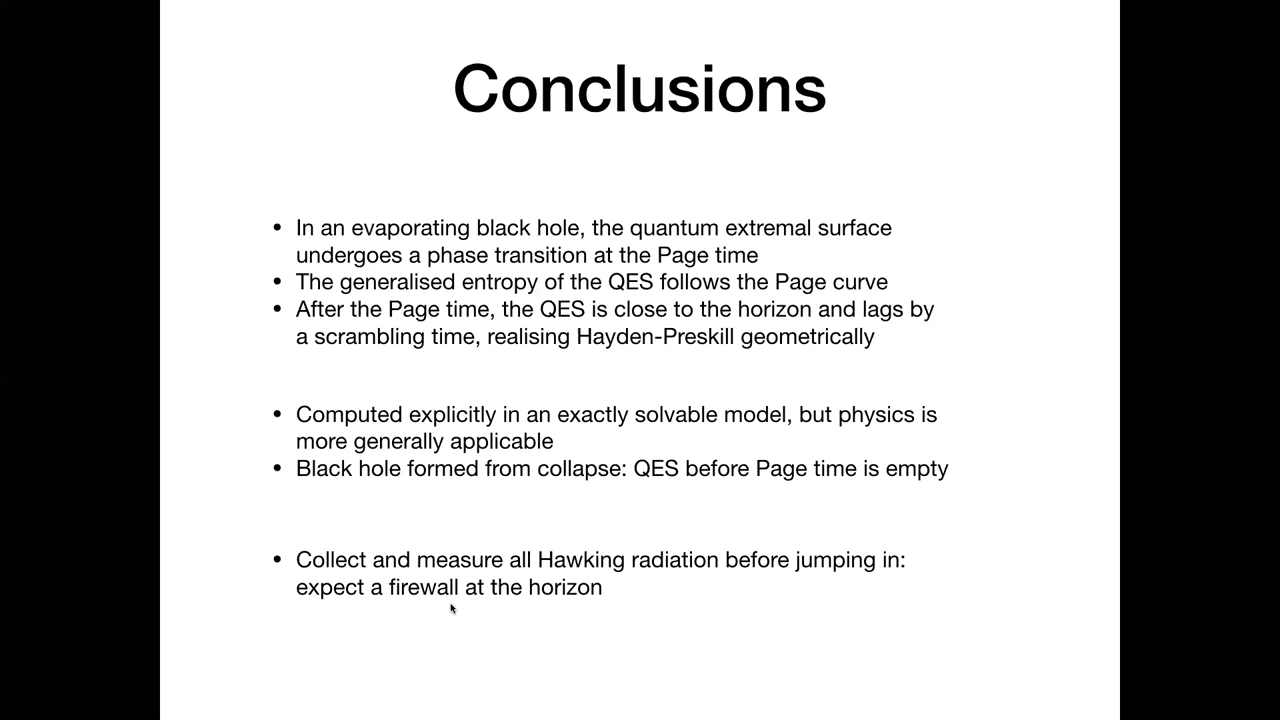 Conclusions
• In an evaporating black hole, the quantum extremal surface
undergoes a phase transition at the Page time
• The generalised entropy of the QES follows the Page curve
• After the Page time, the QES is close to the horizon and lags by
a scrambling time, realising Hayden-Preskill geometrically
• Computed explicitly in an exactly solvable model, but physics is
more generally applicable
• Black hole formed from collapse: QES before Page time is empty
• Collect and measure all Hawking radiation before jumping in:
expect a firewall at the horizon